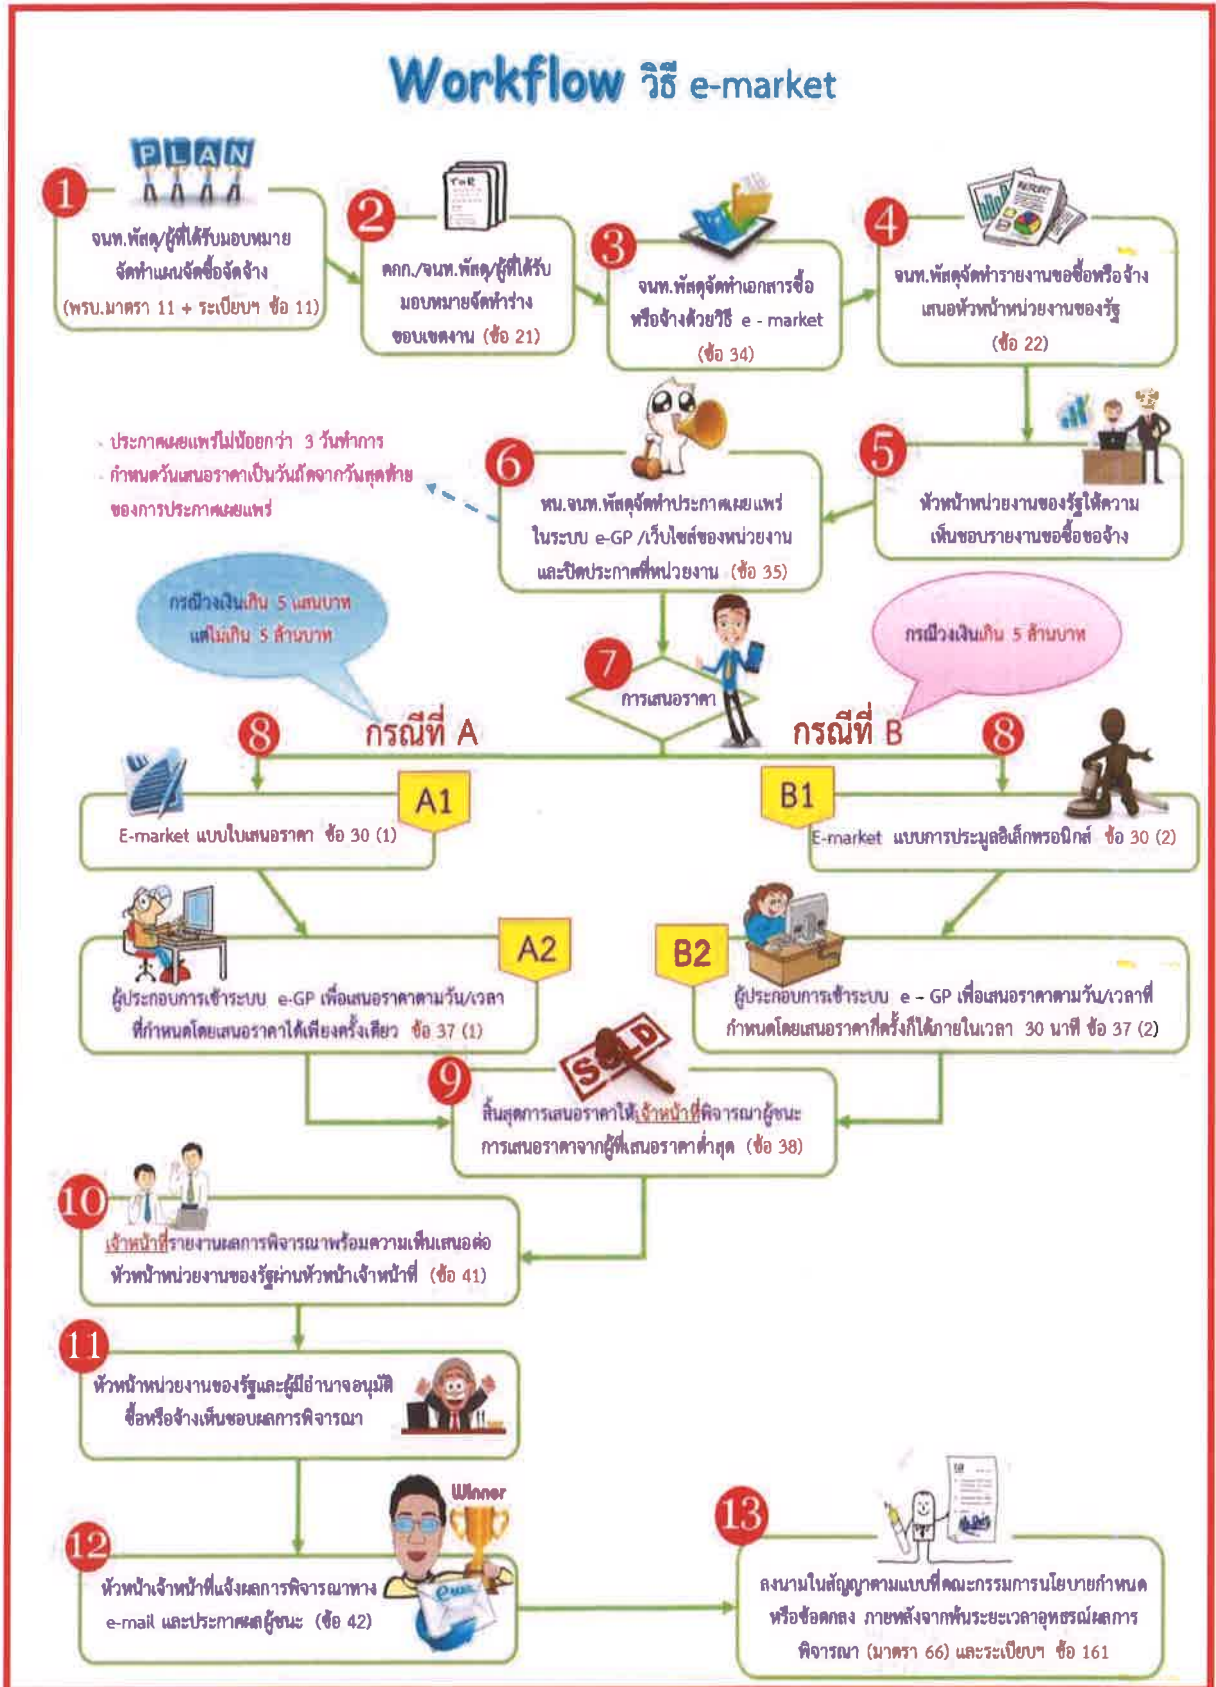 Workflow วิธี e-market
PLAN
1
จนท.พัสดุ/ผู้ที่ได้รับมอบหมาย
จัดทำแผนจัดซื้อจัดจ้าง
(พรบ.มาตรา 11 + ระเบียบฯ ข้อ 11)
TOR
2
คกก./จนท.พัสดุ/ผู้ที่ได้รับ
มอบหมายจัดทำร่าง
ขอบเขตงาน (ข้อ 21)
3
จนท.พัสดุจัดทำเอกสารซื้อ
หรือจ้างด้วยวิธี e - market
(ข้อ 34)
REPORT
4
จนท.พัสดุจัดทำรายงานขอซื้อหรือจ้าง
เสนอหัวหน้าหน่วยงานของรัฐ
(ข้อ 22)
5
หัวหน้าหน่วยงานของรัฐให้ความ
เห็นชอบรายงานขอซื้อขอจ้าง
6
หน.จนท.พัสดุจัดทำประกาศเผยแพร่
ในระบบ e-GP /เว็บไซส์ของหน่วยงาน
และปิดประกาศที่หน่วยงาน (ข้อ 35)
- ประกาศเผยแพร่ไม่น้อยกว่า 3 วันทำการ
- กำหนดวันเสนอราคาเป็นวันถัดจากวันสุดท้าย
ของการประกาศเผยแพร่
7
การเสนอราคา
กรณีวงเงินเกิน 5 แสนบาท
แต่ไม่เกิน 5 ล้านบาท
กรณีวงเงินเกิน 5 ล้านบาท
8
กรณีที่ A
กรณีที่ B
8
A1
E-market แบบใบเสนอราคา ข้อ 30 (1)
B1
E-market แบบการประมูลอิเล็กทรอนิกส์ ข้อ 30 (2)
A2
ผู้ประกอบการเข้าระบบ e-GP เพื่อเสนอราคาตามวัน/เวลา
ที่กำหนดโดยเสนอราคาได้เพียงครั้งเดียว ข้อ 37 (1)
B2
ผู้ประกอบการเข้าระบบ e – GP เพื่อเสนอราคาตามวัน/เวลาที่
กำหนดโดยเสนอราคากี่ครั้งก็ได้ภายในเวลา 30 นาที ข้อ 37 (2)
SOLD
9
สิ้นสุดการเสนอราคาให้เจ้าหน้าที่พิจารณาผู้ชนะ
การเสนอราคาจากผู้ที่เสนอราคาต่ำสุด (ข้อ 38)
10
เจ้าหน้าที่รายงานผลการพิจารณาพร้อมความเห็นเสนอต่อ
หัวหน้าหน่วยงานของรัฐผ่านหัวหน้าเจ้าหน้าที่ (ข้อ 41)
11
หัวหน้าหน่วยงานของรัฐและผู้มีอำนาจอนุมัติ
ซื้อหรือจ้างเห็นชอบผลการพิจารณา
Winner
12
หัวหน้าเจ้าหน้าที่แจ้งผลการพิจารณาทาง
e-mail และประกาศผลผู้ชนะ (ข้อ 42)
13
ลงนามในสัญญาตามแบบที่คณะกรรมการนโยบายกำหนด
หรือข้อตกลง ภายหลังจากพ้นระยะเวลาอุทธรณ์ผลการ
พิจารณา (มาตรา 66) และระเบียบฯ ข้อ 161